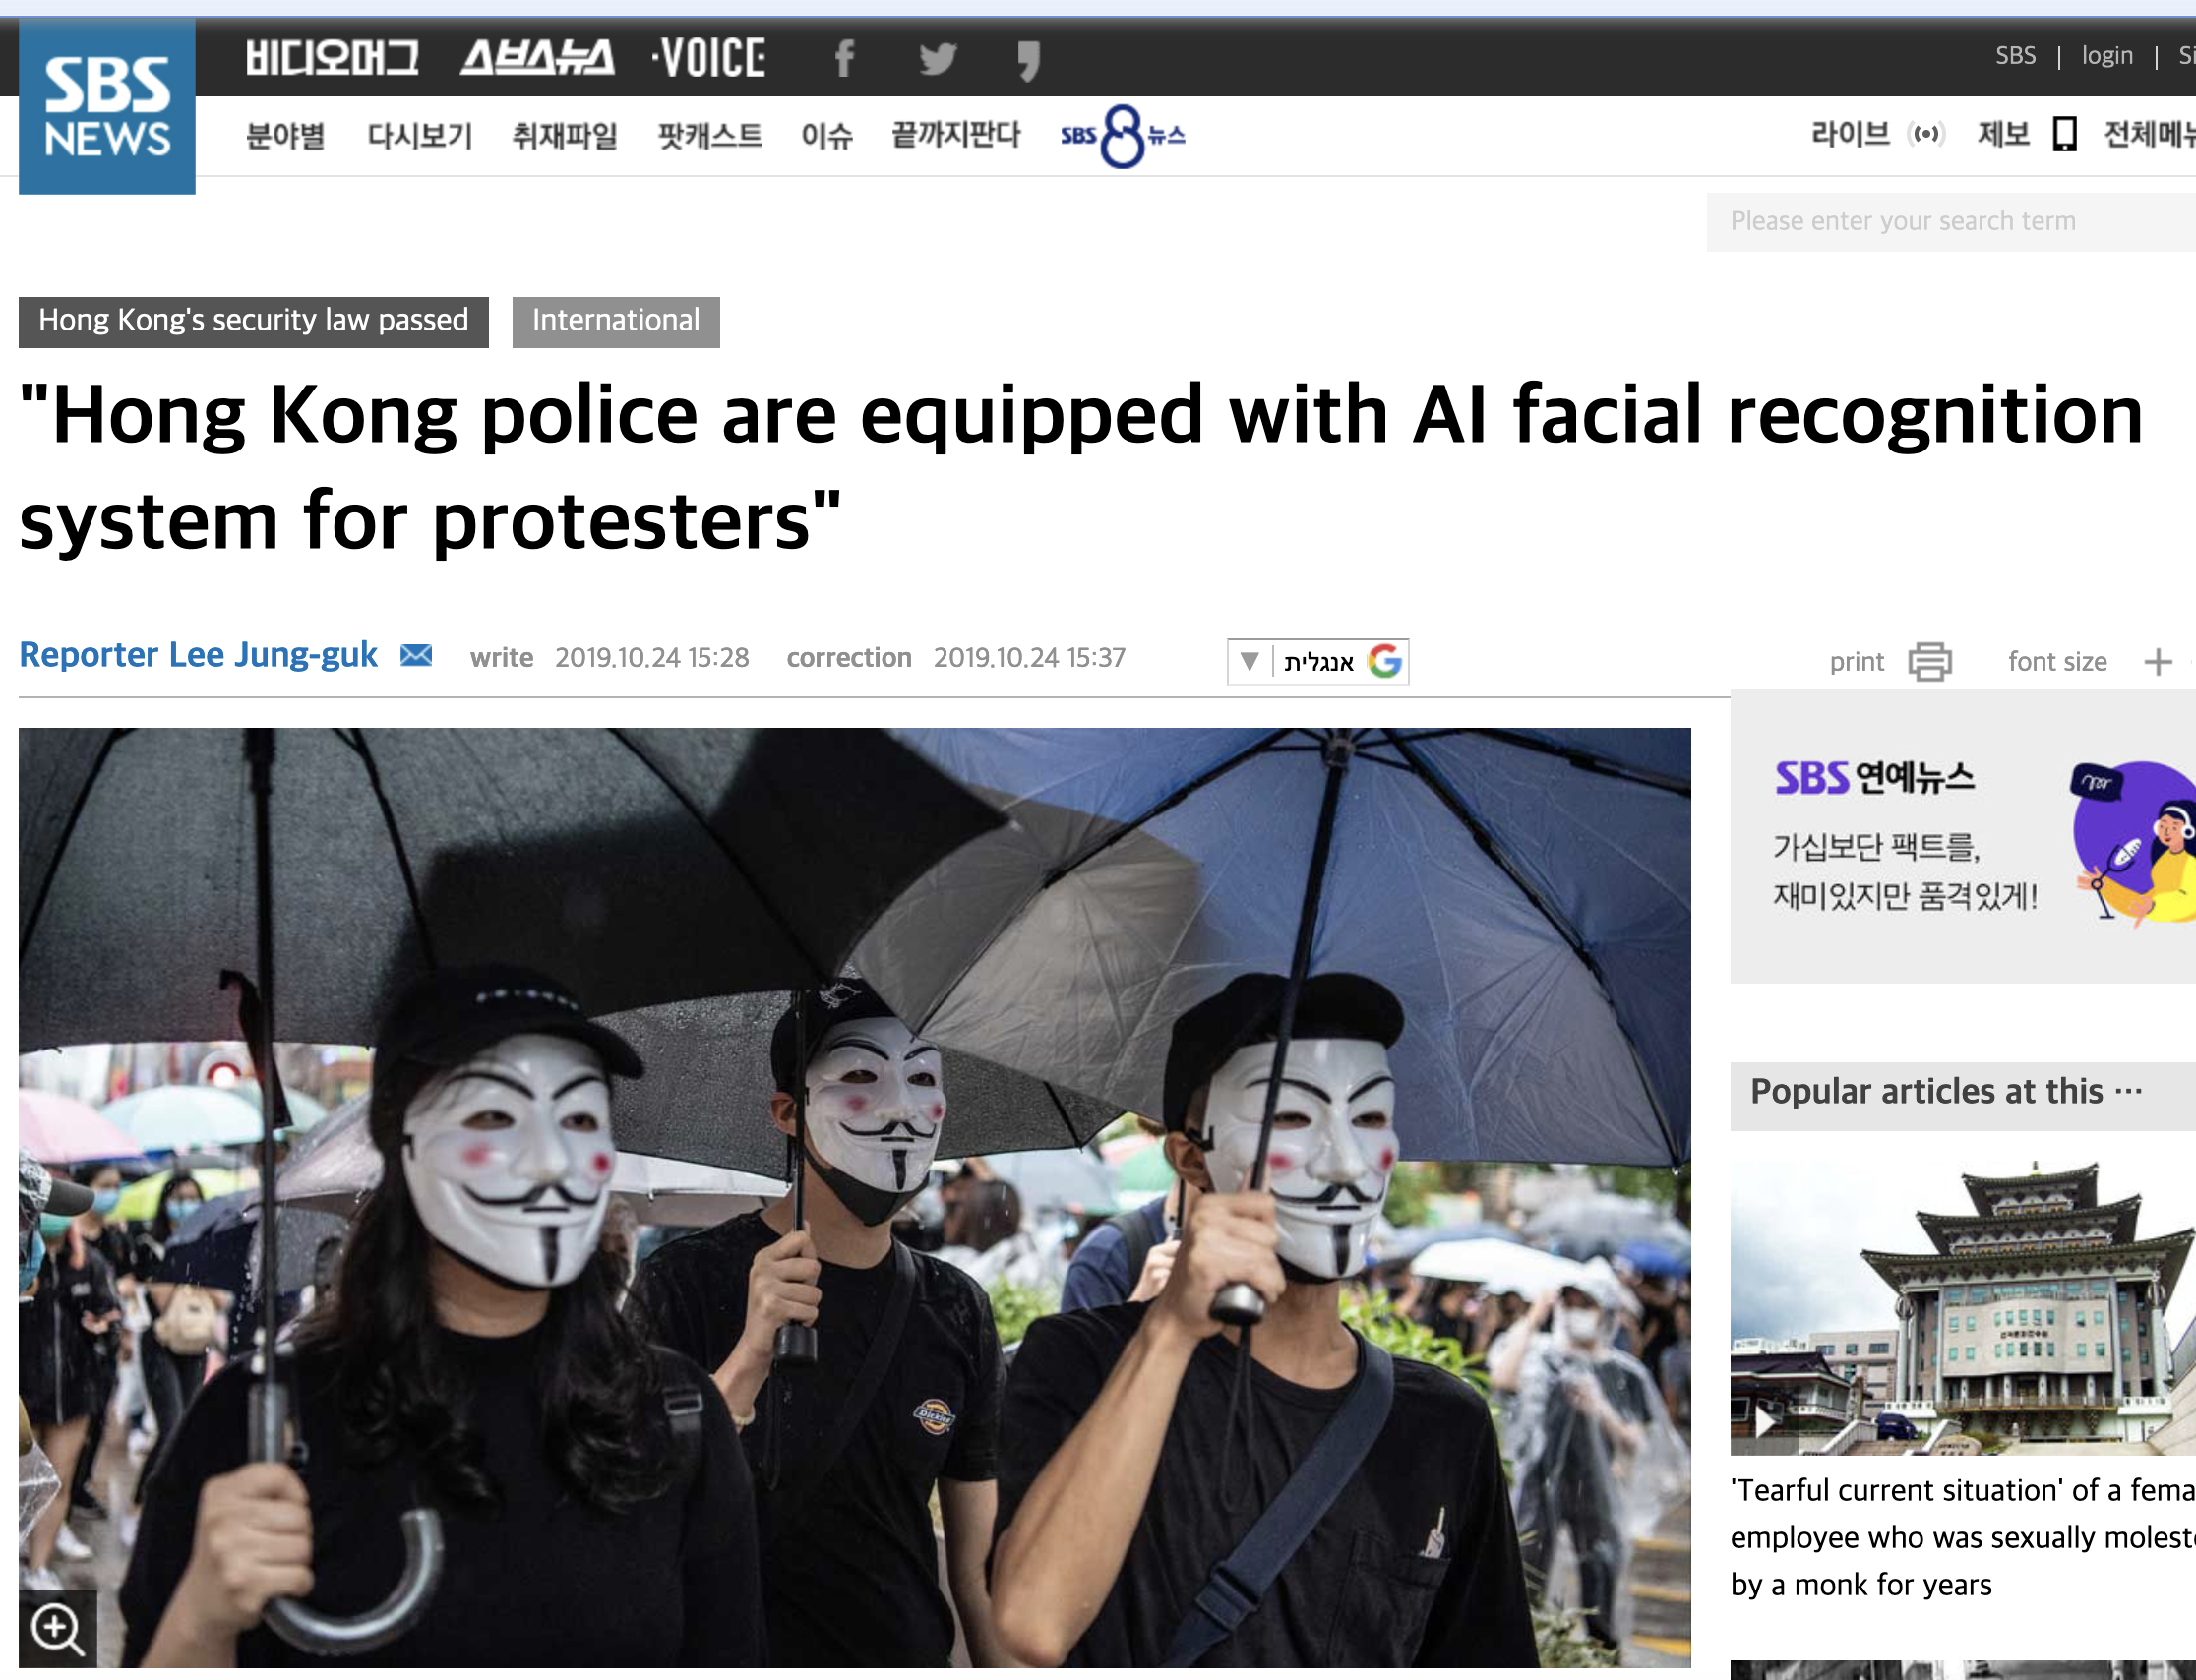 SBS
NEWS
비디오머그 스브스뉴스 ·VOICE
SBS | login | Si
분야별 다시보기 취재파일 팟캐스트 이슈 끝까지판다 SBS 8 뉴스
라이브 제보 전체메뉴
Please enter your search term
Hong Kong's security law passed International
"Hong Kong police are equipped with AI facial recognition
system for protesters"
Reporter Lee Jung-guk write 2019.10.24 15:28 correction 2019.10.24 15:37
אנגלית
print font size +
SBS 연예뉴스
가십보단 팩트를,
재미있지만 품격있게!
Dickies
Popular articles at this ···
'Tearful current situation' of a fema
employee who was sexually moleste
by a monk for years